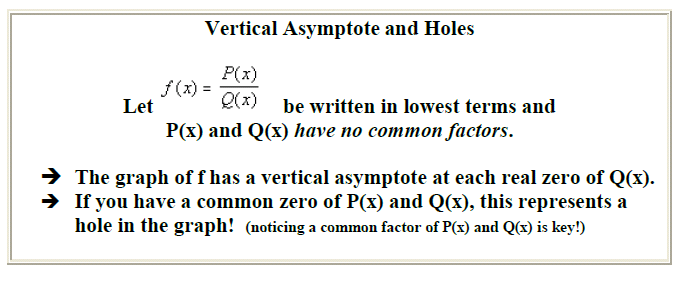 Vertical Asymptote and Holes
Let f(x) = P(x)/Q(x) be written in lowest terms and
P(x) and Q(x) have no common factors.
➔ The graph of f has a vertical asymptote at each real zero of Q(x).
➔ If you have a common zero of P(x) and Q(x), this represents a
hole in the graph! (noticing a common factor of P(x) and Q(x) is key!)